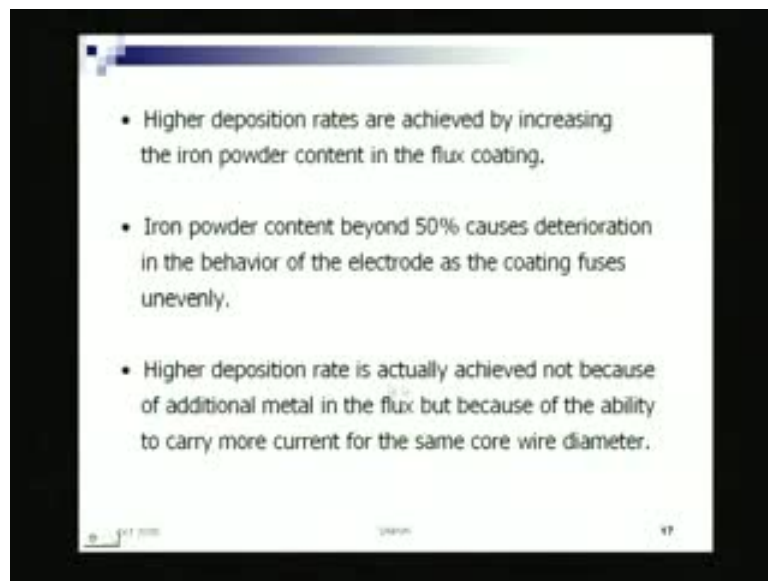 • Higher deposition rates are achieved by increasing
the iron powder content in the flux coating.
• Iron powder content beyond 50% causes deterioration
in the behavior of the electrode as the coating fuses
unevenly.
• Higher deposition rate is actually achieved not because
of additional metal in the flux but because of the ability
to carry more current for the same core wire diameter.
17